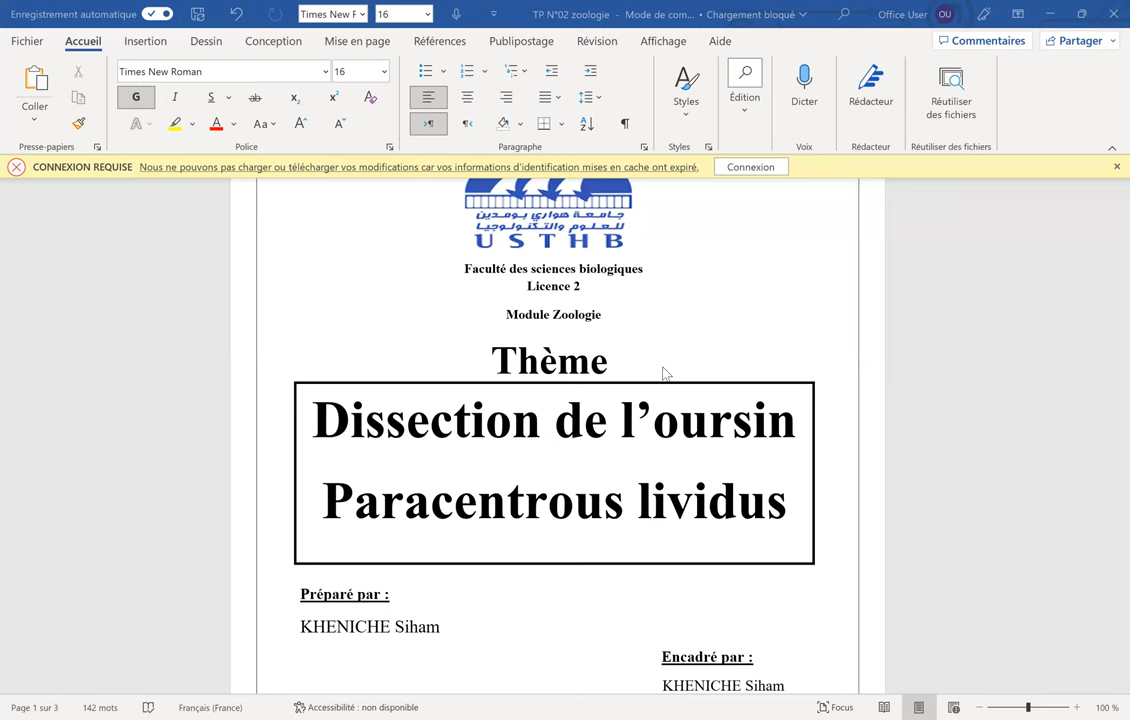 Enregistrement automatique
Times New F
16
TP N°02 zoologie - Mode de com... • Chargement bloqué
Office User
OU
Fichier
Accueil
Insertion
Dessin
Conception
Mise en page
Références
Publipostage
Révision
Affichage
Aide
Commentaires
Partager
Coller
Presse-papiers
Times New Roman
16
G
I
S
ab
x₂
x²
A
A
A
Aa
A
A
Police
Paragraphe
Styles
Styles
Édition
Dicter
Voix
Rédacteur
Rédacteur
Réutiliser
des fichiers
Réutiliser des fichiers
CONNEXION REQUISE Nous ne pouvons pas charger ou télécharger vos modifications car vos informations d'identification mises en cache ont expiré. Connexion
جامعة هواري بومدين
للعلوم والتكنولوجيا
U S T H B
Faculté des sciences biologiques
Licence 2
Module Zoologie
Thème
Dissection de l’oursin
Paracentrous lividus
Préparé par :
KHENICHE Siham
Encadré par :
KHENICHE Siham
Page 1 sur 3
142 mots
Français (France)
Accessibilité : non disponible
Focus
100 %